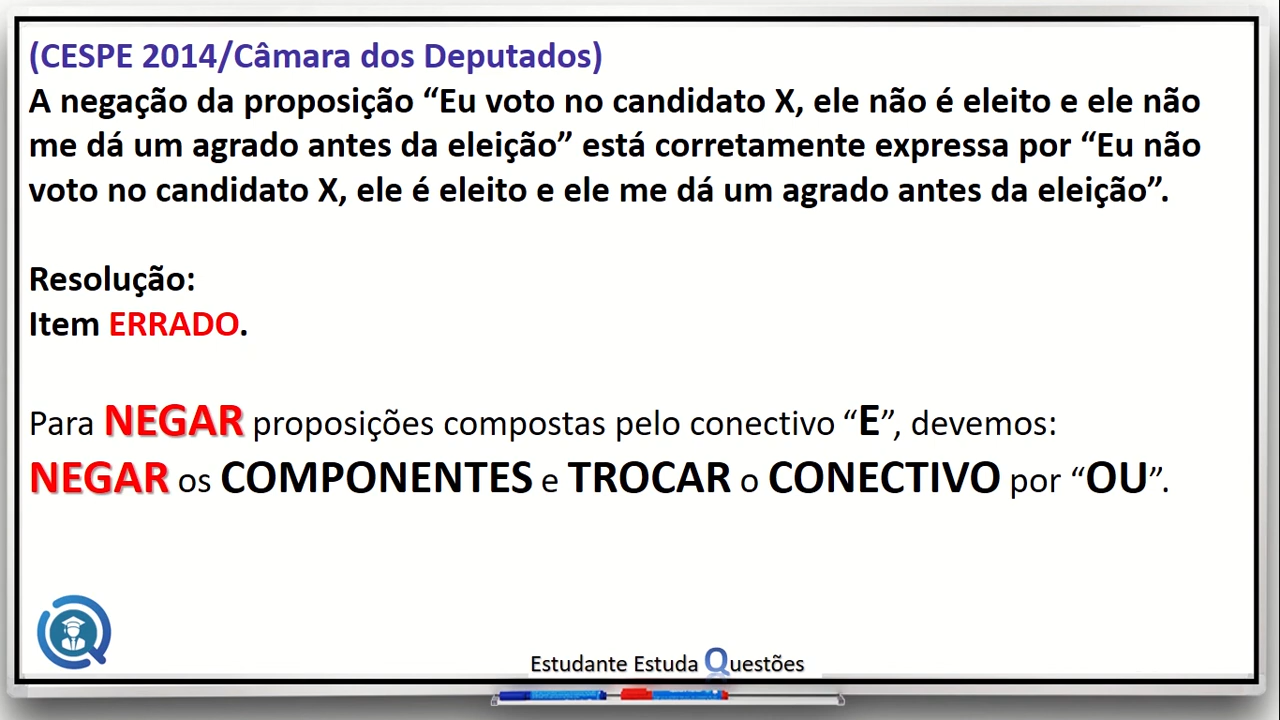 (CESPE 2014/Câmara dos Deputados)
A negação da proposição “Eu voto no candidato X, ele não é eleito e ele não
me dá um agrado antes da eleição” está corretamente expressa por “Eu não
voto no candidato X, ele é eleito e ele me dá um agrado antes da eleição”.
Resolução:
Item ERRADO.
Para NEGAR proposições compostas pelo conectivo “E”, devemos:
NEGAR os COMPONENTES e TROCAR o CONECTIVO por “OU”.
Estudante Estuda Questões